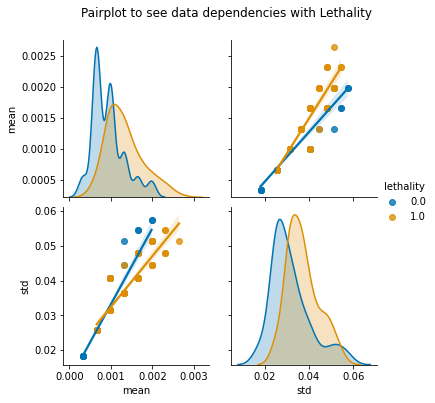 Pairplot to see data dependencies with Lethality
0.0025
0.0020
0.0015
0.0010
0.0005
mean
lethality
0.0
1.0
0.06
0.05
0.04
0.03
0.02
std
0.000 0.001 0.002 0.003
0.02 0.04 0.06
mean
std